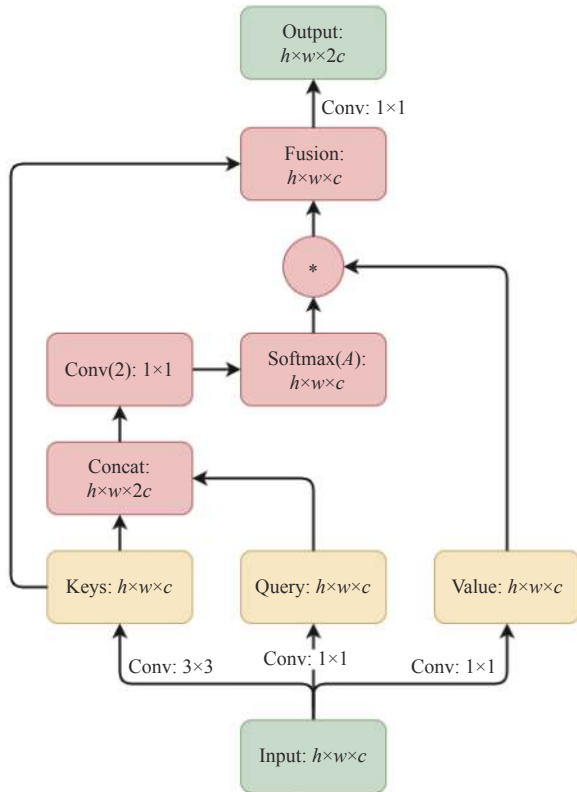 Output:
h×w×2c
Conv: 1×1
Fusion:
h×w×c
*
Conv(2): 1×1
Softmax(A):
h×w×c
Concat:
h×w×2c
Keys: h×w×c
Query: h×w×c
Value: h×w×c
Conv: 3×3
Conv: 1×1
Conv: 1×1
Input: h×w×c